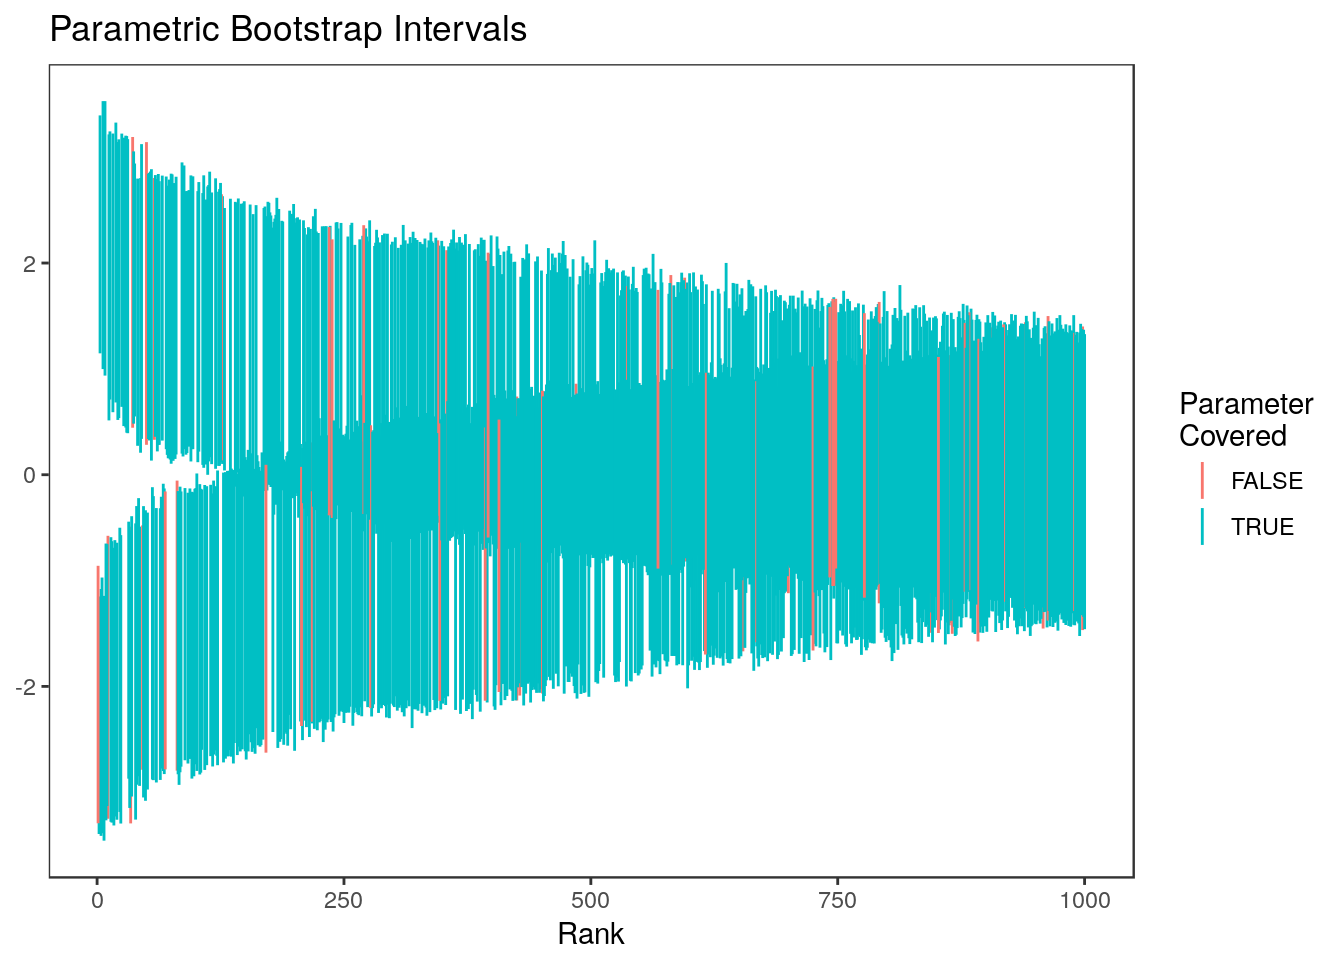 Parametric Bootstrap Intervals
2
0
-2
0 250 500 750 1000
Rank
Parameter
Covered
FALSE
TRUE